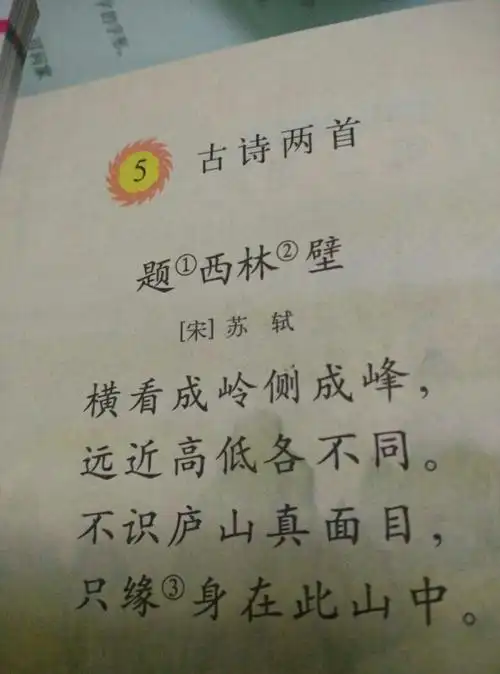 5 古诗两首
题①西林②壁
[宋] 苏 轼
横看成岭侧成峰，
远近高低各不同。
不识庐山真面目，
只缘③身在此山中。